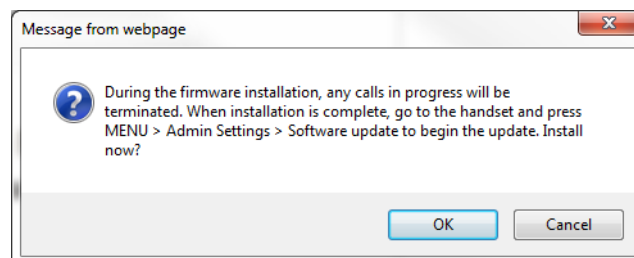 Message from webpage
During the firmware installation, any calls in progress will be
terminated. When installation is complete, go to the handset and press
MENU > Admin Settings > Software update to begin the update. Install
now?
OK
Cancel